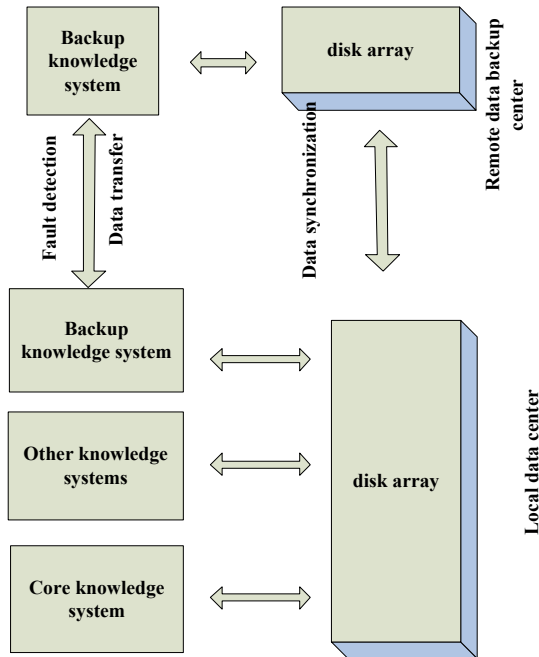 Backup
knowledge
system
disk array
Remote data backup
center
Fault detection
Data transfer
Data synchronization
Backup
knowledge system
Other knowledge
systems
disk array
Core knowledge
system
Local data center